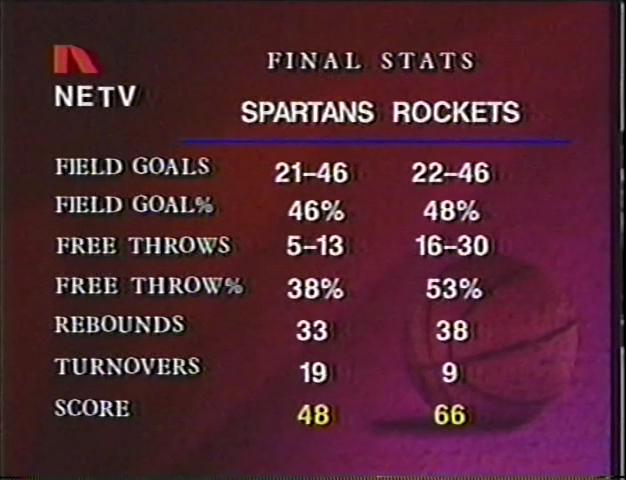 FINAL STATS
NETV
SPARTANS ROCKETS
FIELD GOALS 21–46 22–46
FIELD GOAL% 46% 48%
FREE THROWS 5–13 16–30
FREE THROW% 38% 53%
REBOUNDS 33 38
TURNOVERS 19 9
SCORE 48 66